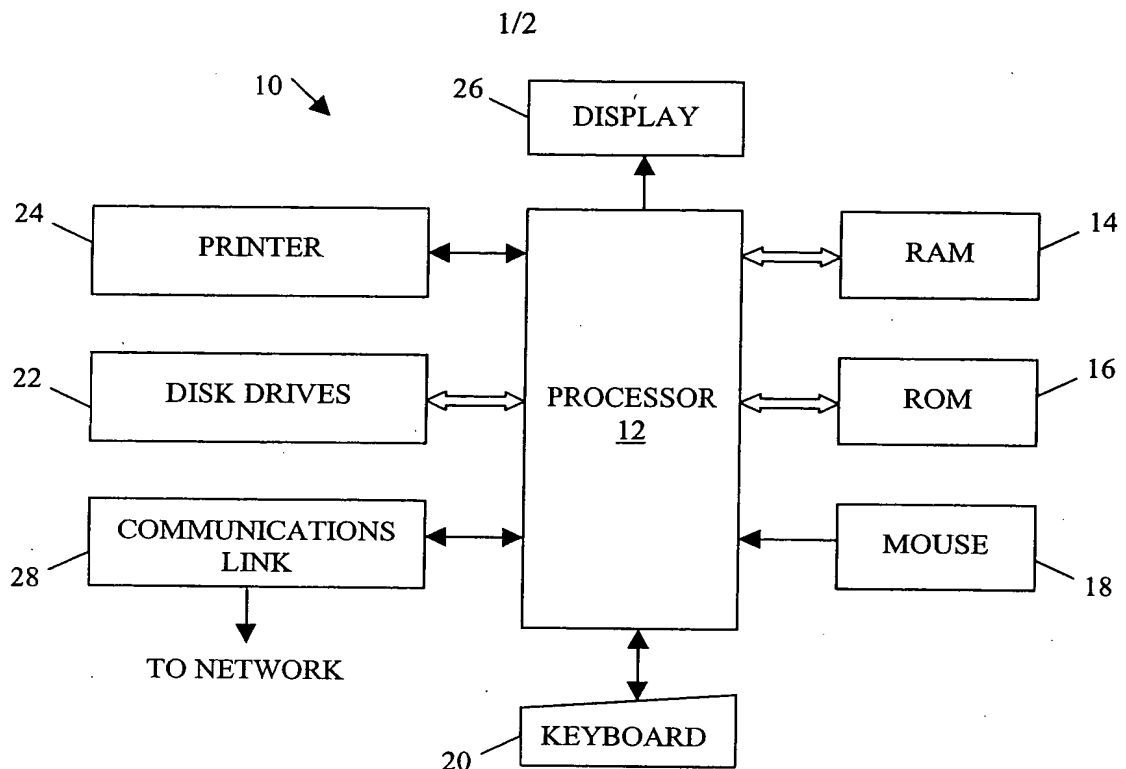 1/2
10
26
DISPLAY
24
PRINTER
14
RAM
22
DISK DRIVES
PROCESSOR
12
16
ROM
28
COMMUNICATIONS
LINK
MOUSE
18
TO NETWORK
20
KEYBOARD